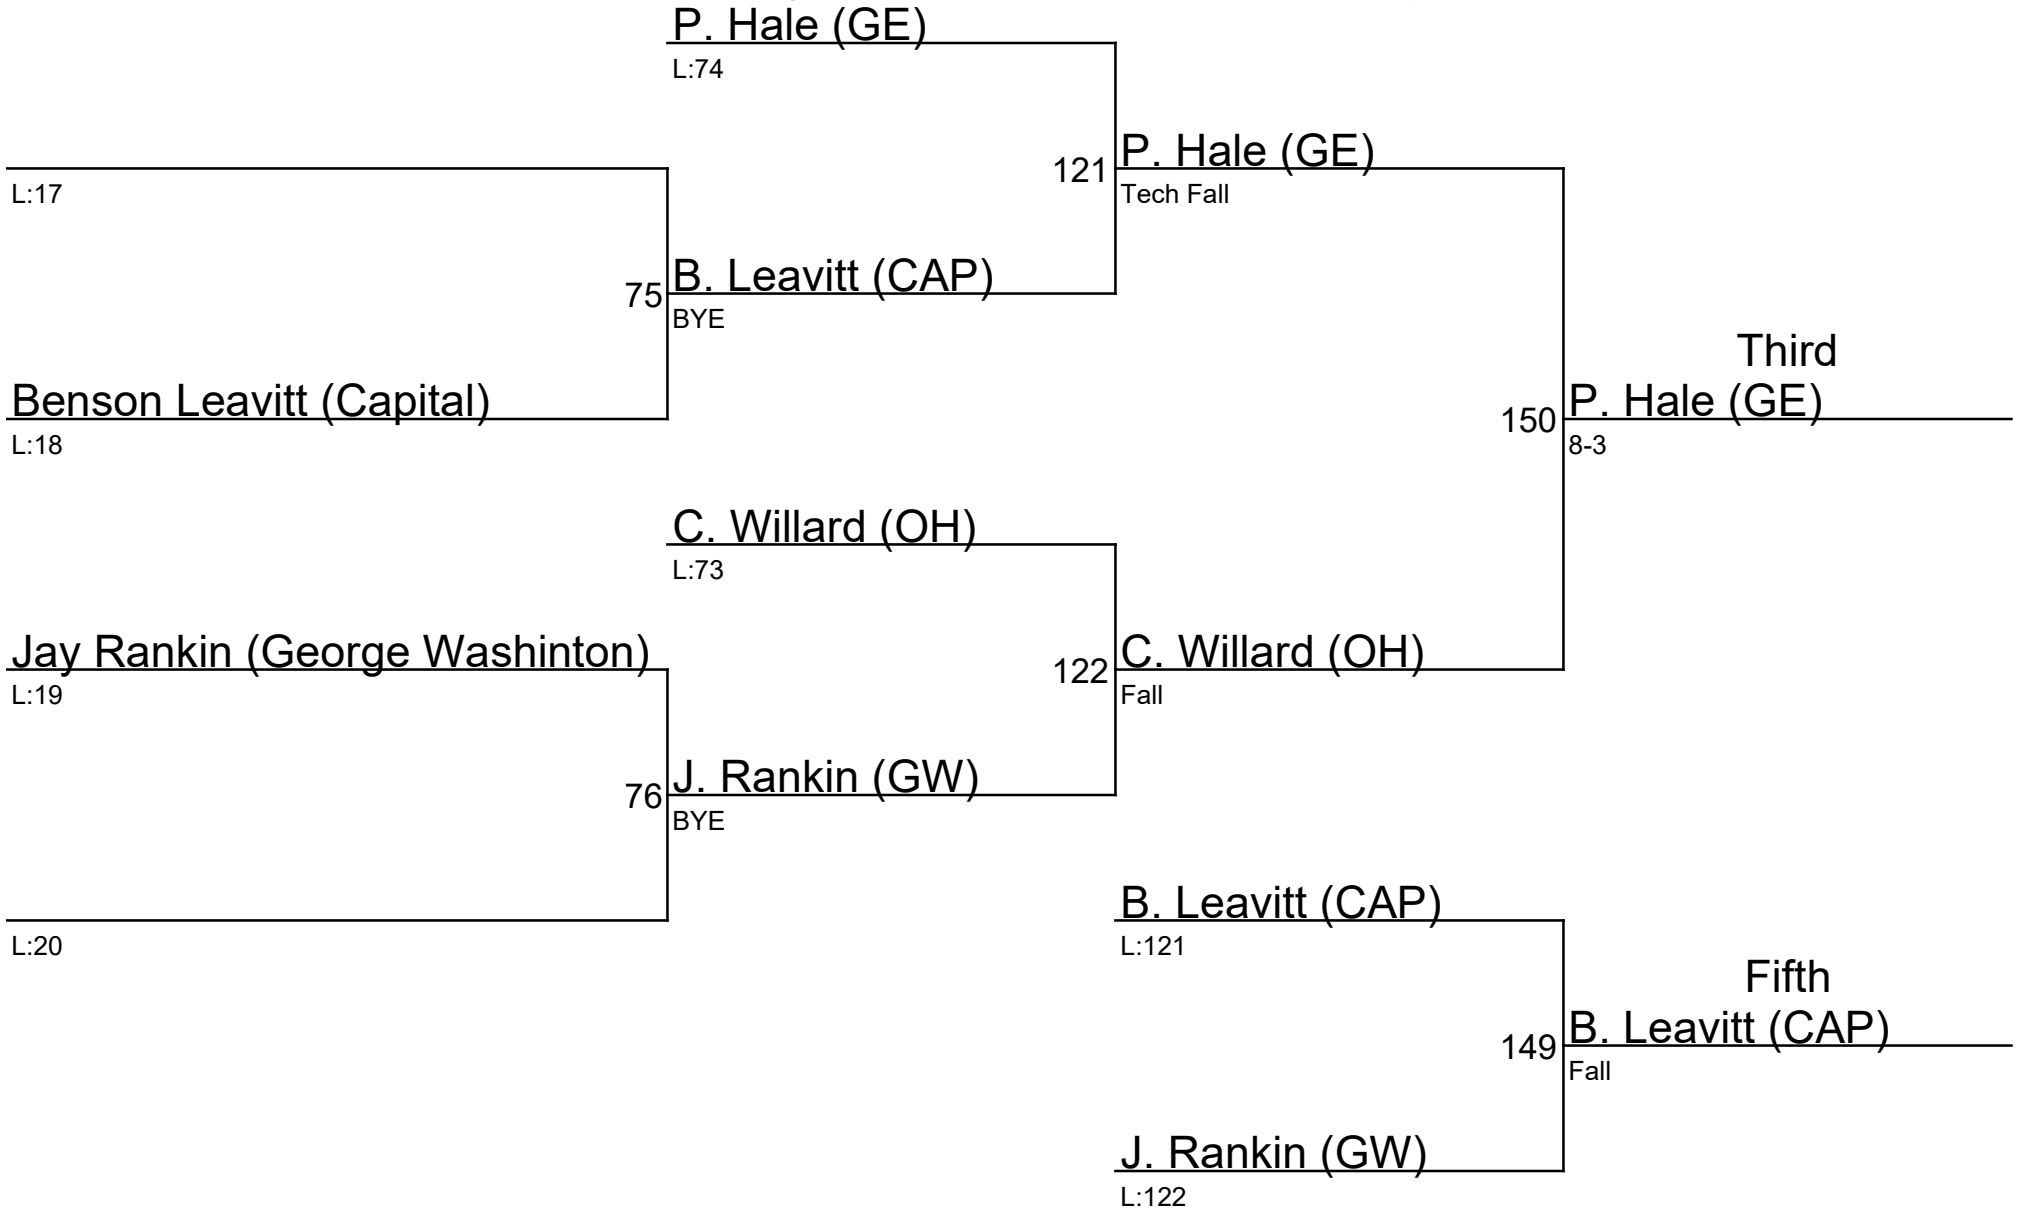 P. Hale (GE)
L:74
121
P. Hale (GE)
Tech Fall
L:17
75
B. Leavitt (CAP)
BYE
Benson Leavitt (Capital)
L:18
Third
150
P. Hale (GE)
8-3
C. Willard (OH)
L:73
Jay Rankin (George Washinton)
L:19
122
C. Willard (OH)
Fall
76
J. Rankin (GW)
BYE
L:20
B. Leavitt (CAP)
L:121
Fifth
149
B. Leavitt (CAP)
Fall
J. Rankin (GW)
L:122